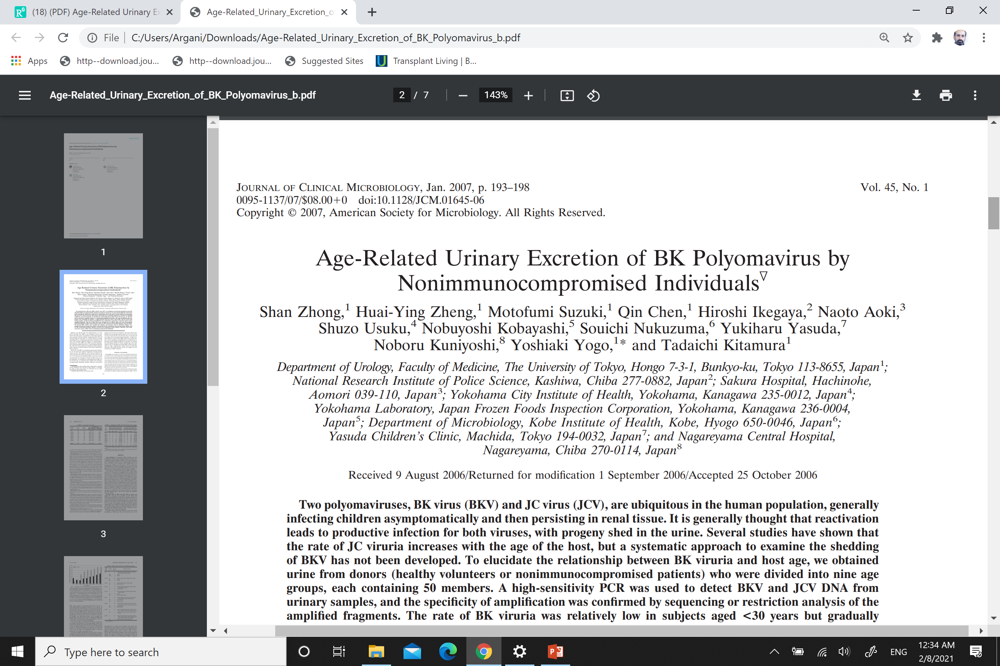 (18) (PDF) Age-Related Urinary Ex
Age-Related_Urinary_Excretion_o
File
C:/Users/Argani/Downloads/Age-Related_Urinary_Excretion_of_BK_Polyomavirus_b.pdf
Apps
http--download.jou...
http--download.jou...
Suggested Sites
Transplant Living | B...
Age-Related_Urinary_Excretion_of_BK_Polyomavirus_b.pdf
2 / 7
143%
1
2
3
JOURNAL OF CLINICAL MICROBIOLOGY, Jan. 2007, p. 193–198
Vol. 45, No. 1
0095-1137/07/$08.00+0 doi:10.1128/JCM.01645-06
Copyright © 2007, American Society for Microbiology. All Rights Reserved.
Age-Related Urinary Excretion of BK Polyomavirus by
Nonimmunocompromised Individuals▽
Shan Zhong,1 Huai-Ying Zheng,1 Motofumi Suzuki,1 Qin Chen,1 Hiroshi Ikegaya,2 Naoto Aoki,3
Shuzo Usuku,4 Nobuyoshi Kobayashi,5 Souichi Nukuzuma,6 Yukiharu Yasuda,7
Noboru Kuniyoshi,8 Yoshiaki Yogo,1* and Tadaichi Kitamura1
Department of Urology, Faculty of Medicine, The University of Tokyo, Hongo 7-3-1, Bunkyo-ku, Tokyo 113-8655, Japan1;
National Research Institute of Police Science, Kashiwa, Chiba 277-0882, Japan2; Sakura Hospital, Hachinohe,
Aomori 039-110, Japan3; Yokohama City Institute of Health, Yokohama, Kanagawa 235-0012, Japan4;
Yokohama Laboratory, Japan Frozen Foods Inspection Corporation, Yokohama, Kanagawa 236-0004,
Japan5; Department of Microbiology, Kobe Institute of Health, Kobe, Hyogo 650-0046, Japan6;
Yasuda Children's Clinic, Machida, Tokyo 194-0032, Japan7; and Nagareyama Central Hospital,
Nagareyama, Chiba 270-0114, Japan8
Received 9 August 2006/Returned for modification 1 September 2006/Accepted 25 October 2006
Two polyomaviruses, BK virus (BKV) and JC virus (JCV), are ubiquitous in the human population, generally
infecting children asymptomatically and then persisting in renal tissue. It is generally thought that reactivation
leads to productive infection for both viruses, with progeny shed in the urine. Several studies have shown that
the rate of JC viruria increases with the age of the host, but a systematic approach to examine the shedding
of BKV has not been developed. To elucidate the relationship between BK viruria and host age, we obtained
urine from donors (healthy volunteers or nonimmunocompromised patients) who were divided into nine age
groups, each containing 50 members. A high-sensitivity PCR was used to detect BKV and JCV DNA from
urinary samples, and the specificity of amplification was confirmed by sequencing or restriction analysis of the
amplified fragments. The rate of BK viruria was relatively low in subjects aged <30 years but gradually
Type here to search
ENG
12:34 AM
2/8/2021